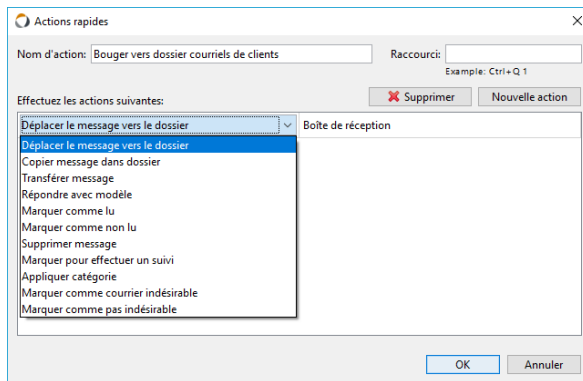 Actions rapides
Nom d'action: Bouger vers dossier courriels de clients Raccourci:
Example: Ctrl+Q 1
Effectuez les actions suivantes: Supprimer Nouvelle action
Déplacer le message vers le dossier Boîte de réception
Déplacer le message vers le dossier
Copier message dans dossier
Transférer message
Répondre avec modèle
Marquer comme lu
Marquer comme non lu
Supprimer message
Marquer pour effectuer un suivi
Appliquer catégorie
Marquer comme courrier indésirable
Marquer comme pas indésirable
OK Annuler